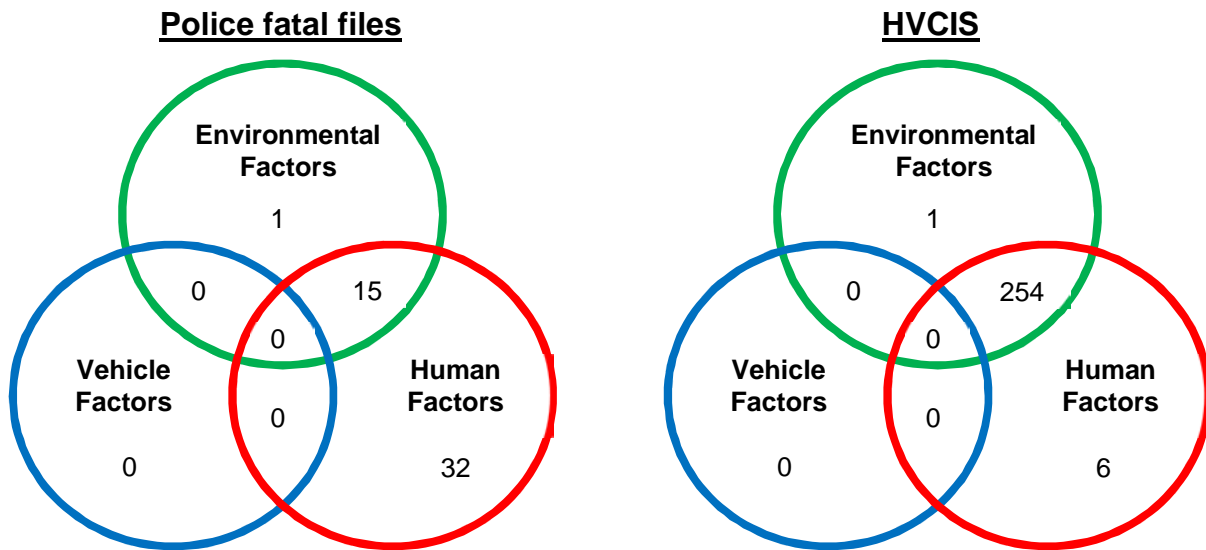 Police fatal files
Environmental
Factors
1
0
15
0
Vehicle
Factors
Human
Factors
0
0
32
HVCIS
Environmental
Factors
1
0
254
0
Vehicle
Factors
Human
Factors
0
0
6